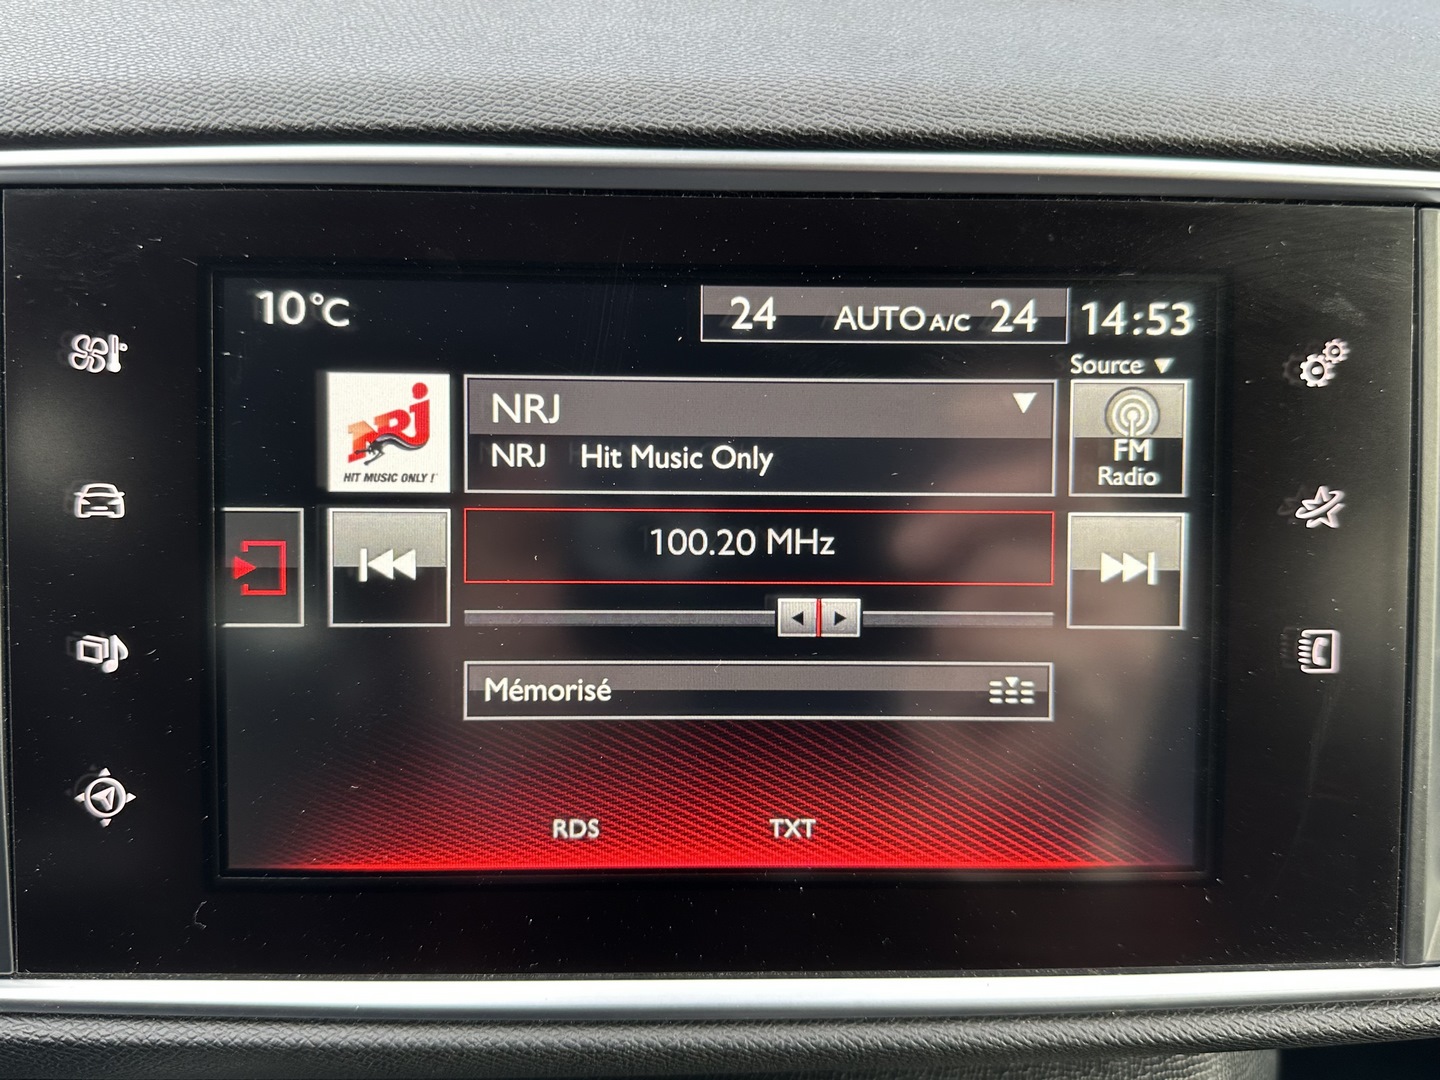 10°C
24 AUTO A/C 24
14:53
Source
NRJ
HIT MUSIC ONLY !
NRJ
NRJ Hit Music Only
FM
Radio
100.20 MHz
Mémorisé
RDS TXT